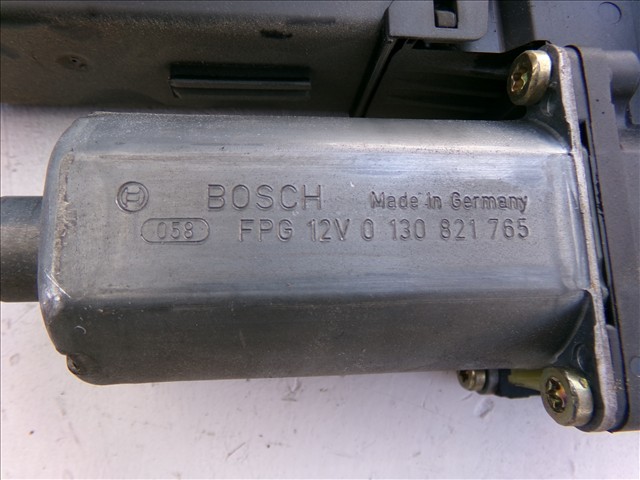 BOSCH Made in Germany
058 FPG 12V 0 130 821 765